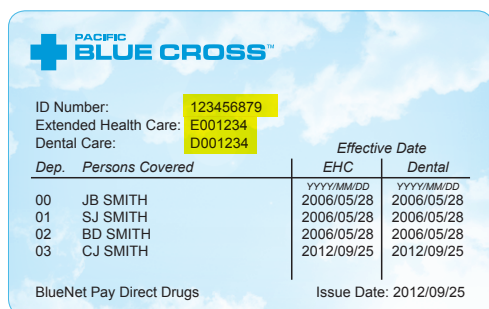 PACIFIC
BLUE CROSS™
ID Number: 123456879
Extended Health Care: E001234
Dental Care: D001234
Effective Date
Dep. Persons Covered EHC Dental
YYYY/MM/DD YYYY/MM/DD
00 JB SMITH 2006/05/28 2006/05/28
01 SJ SMITH 2006/05/28 2006/05/28
02 BD SMITH 2006/05/28 2006/05/28
03 CJ SMITH 2012/09/25 2012/09/25
BlueNet Pay Direct Drugs Issue Date: 2012/09/25